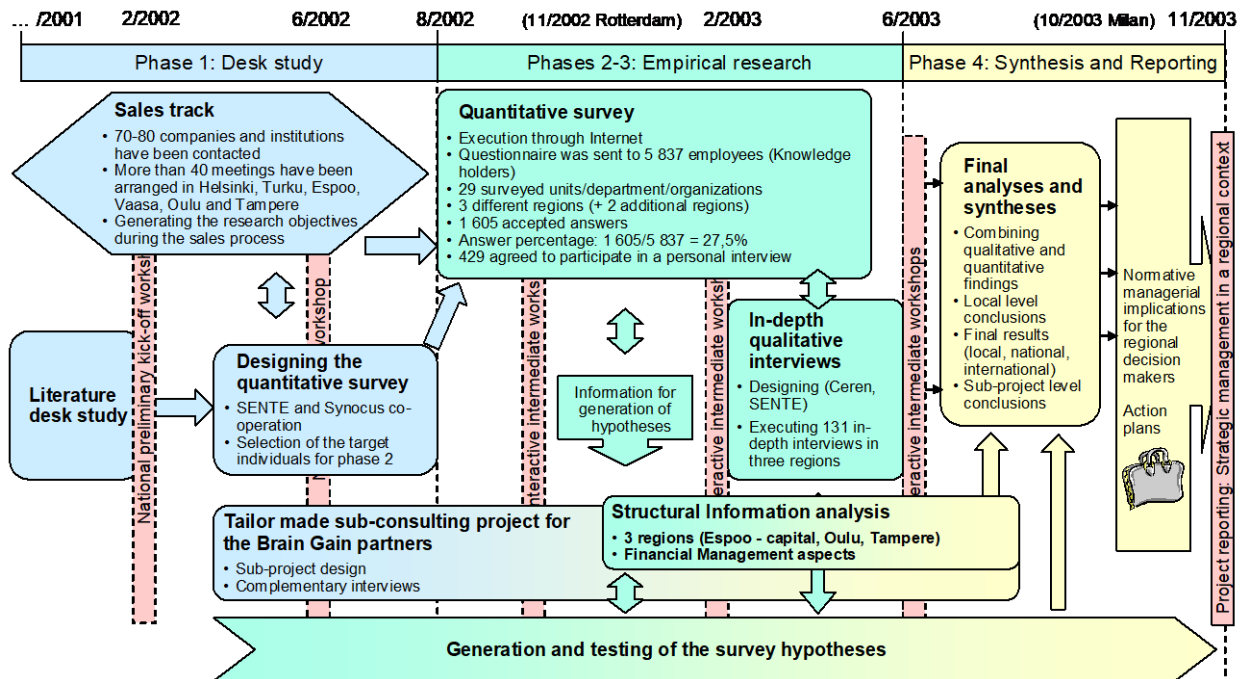 ... /2001 2/2002 6/2002 8/2002 (11/2002 Rotterdam) 2/2003 6/2003 (10/2003 Milan) 11/2003
Phase 1: Desk study
Phases 2-3: Empirical research
Phase 4: Synthesis and Reporting
Sales track
• 70-80 companies and institutions
have been contacted
• More than 40 meetings have been
arranged in Helsinki, Turku, Espoo,
Vaasa, Oulu and Tampere
• Generating the research objectives
during the sales process
Quantitative survey
• Execution through Internet
• Questionnaire was sent to 5 837 employees (Knowledge
holders)
• 29 surveyed units/department/organizations
• 3 different regions (+ 2 additional regions)
• 1 605 accepted answers
• Answer percentage: 1 605/5 837 = 27,5%
• 429 agreed to participate in a personal interview
Final
analyses and
syntheses
• Combining
qualitative and
quantitative
findings
• Local level
conclusions
• Final results
(local, national,
international)
• Sub-project level
conclusions
Normative
managerial
implications
for the
regional
decision
makers
Action
plans
Project reporting: Strategic management in a regional context
Literature
desk study
National preliminary kick-off workshop
Designing the
quantitative survey
• SENTE and Synocus co-
operation
• Selection of the target
individuals for phase 2
workshop
Interactive intermediate workshops
Information for
generation of
hypotheses
In-depth
qualitative
interviews
• Designing (Ceren,
SENTE)
• Executing 131 in-
depth interviews in
three regions
Interactive intermediate workshops
Tailor made sub-consulting project for
the Brain Gain partners
• Sub-project design
• Complementary interviews
Structural Information analysis
• 3 regions (Espoo - capital, Oulu, Tampere)
• Financial Management aspects
Generation and testing of the survey hypotheses